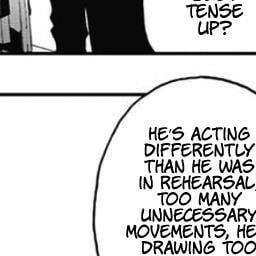 TENSE
UP?
HE'S ACTING
DIFFERENTLY
THAN HE WAS
IN REHEARSAL,
TOO MANY
UNNECESSARY
MOVEMENTS, HE
DRAWING TOO